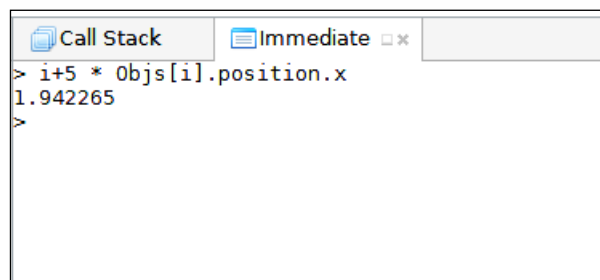 Call Stack
Immediate
> i+5 * Objs[i].position.x
1.942265
>